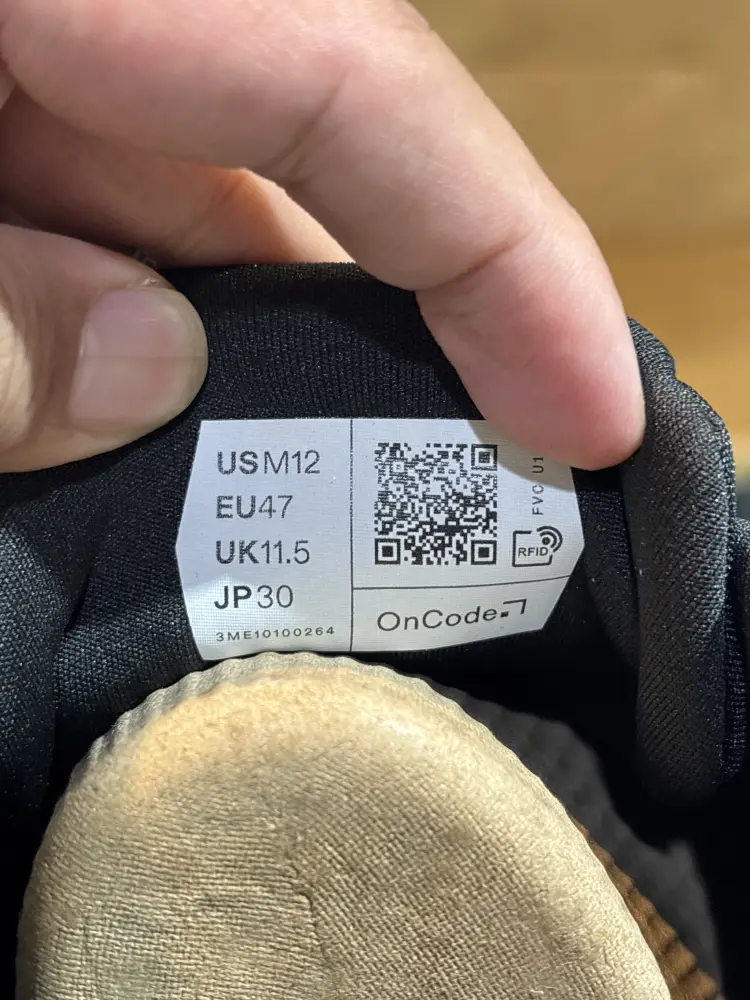 USM12
EU47
UK11.5
JP30
3ME10100264
RFID
OnCode